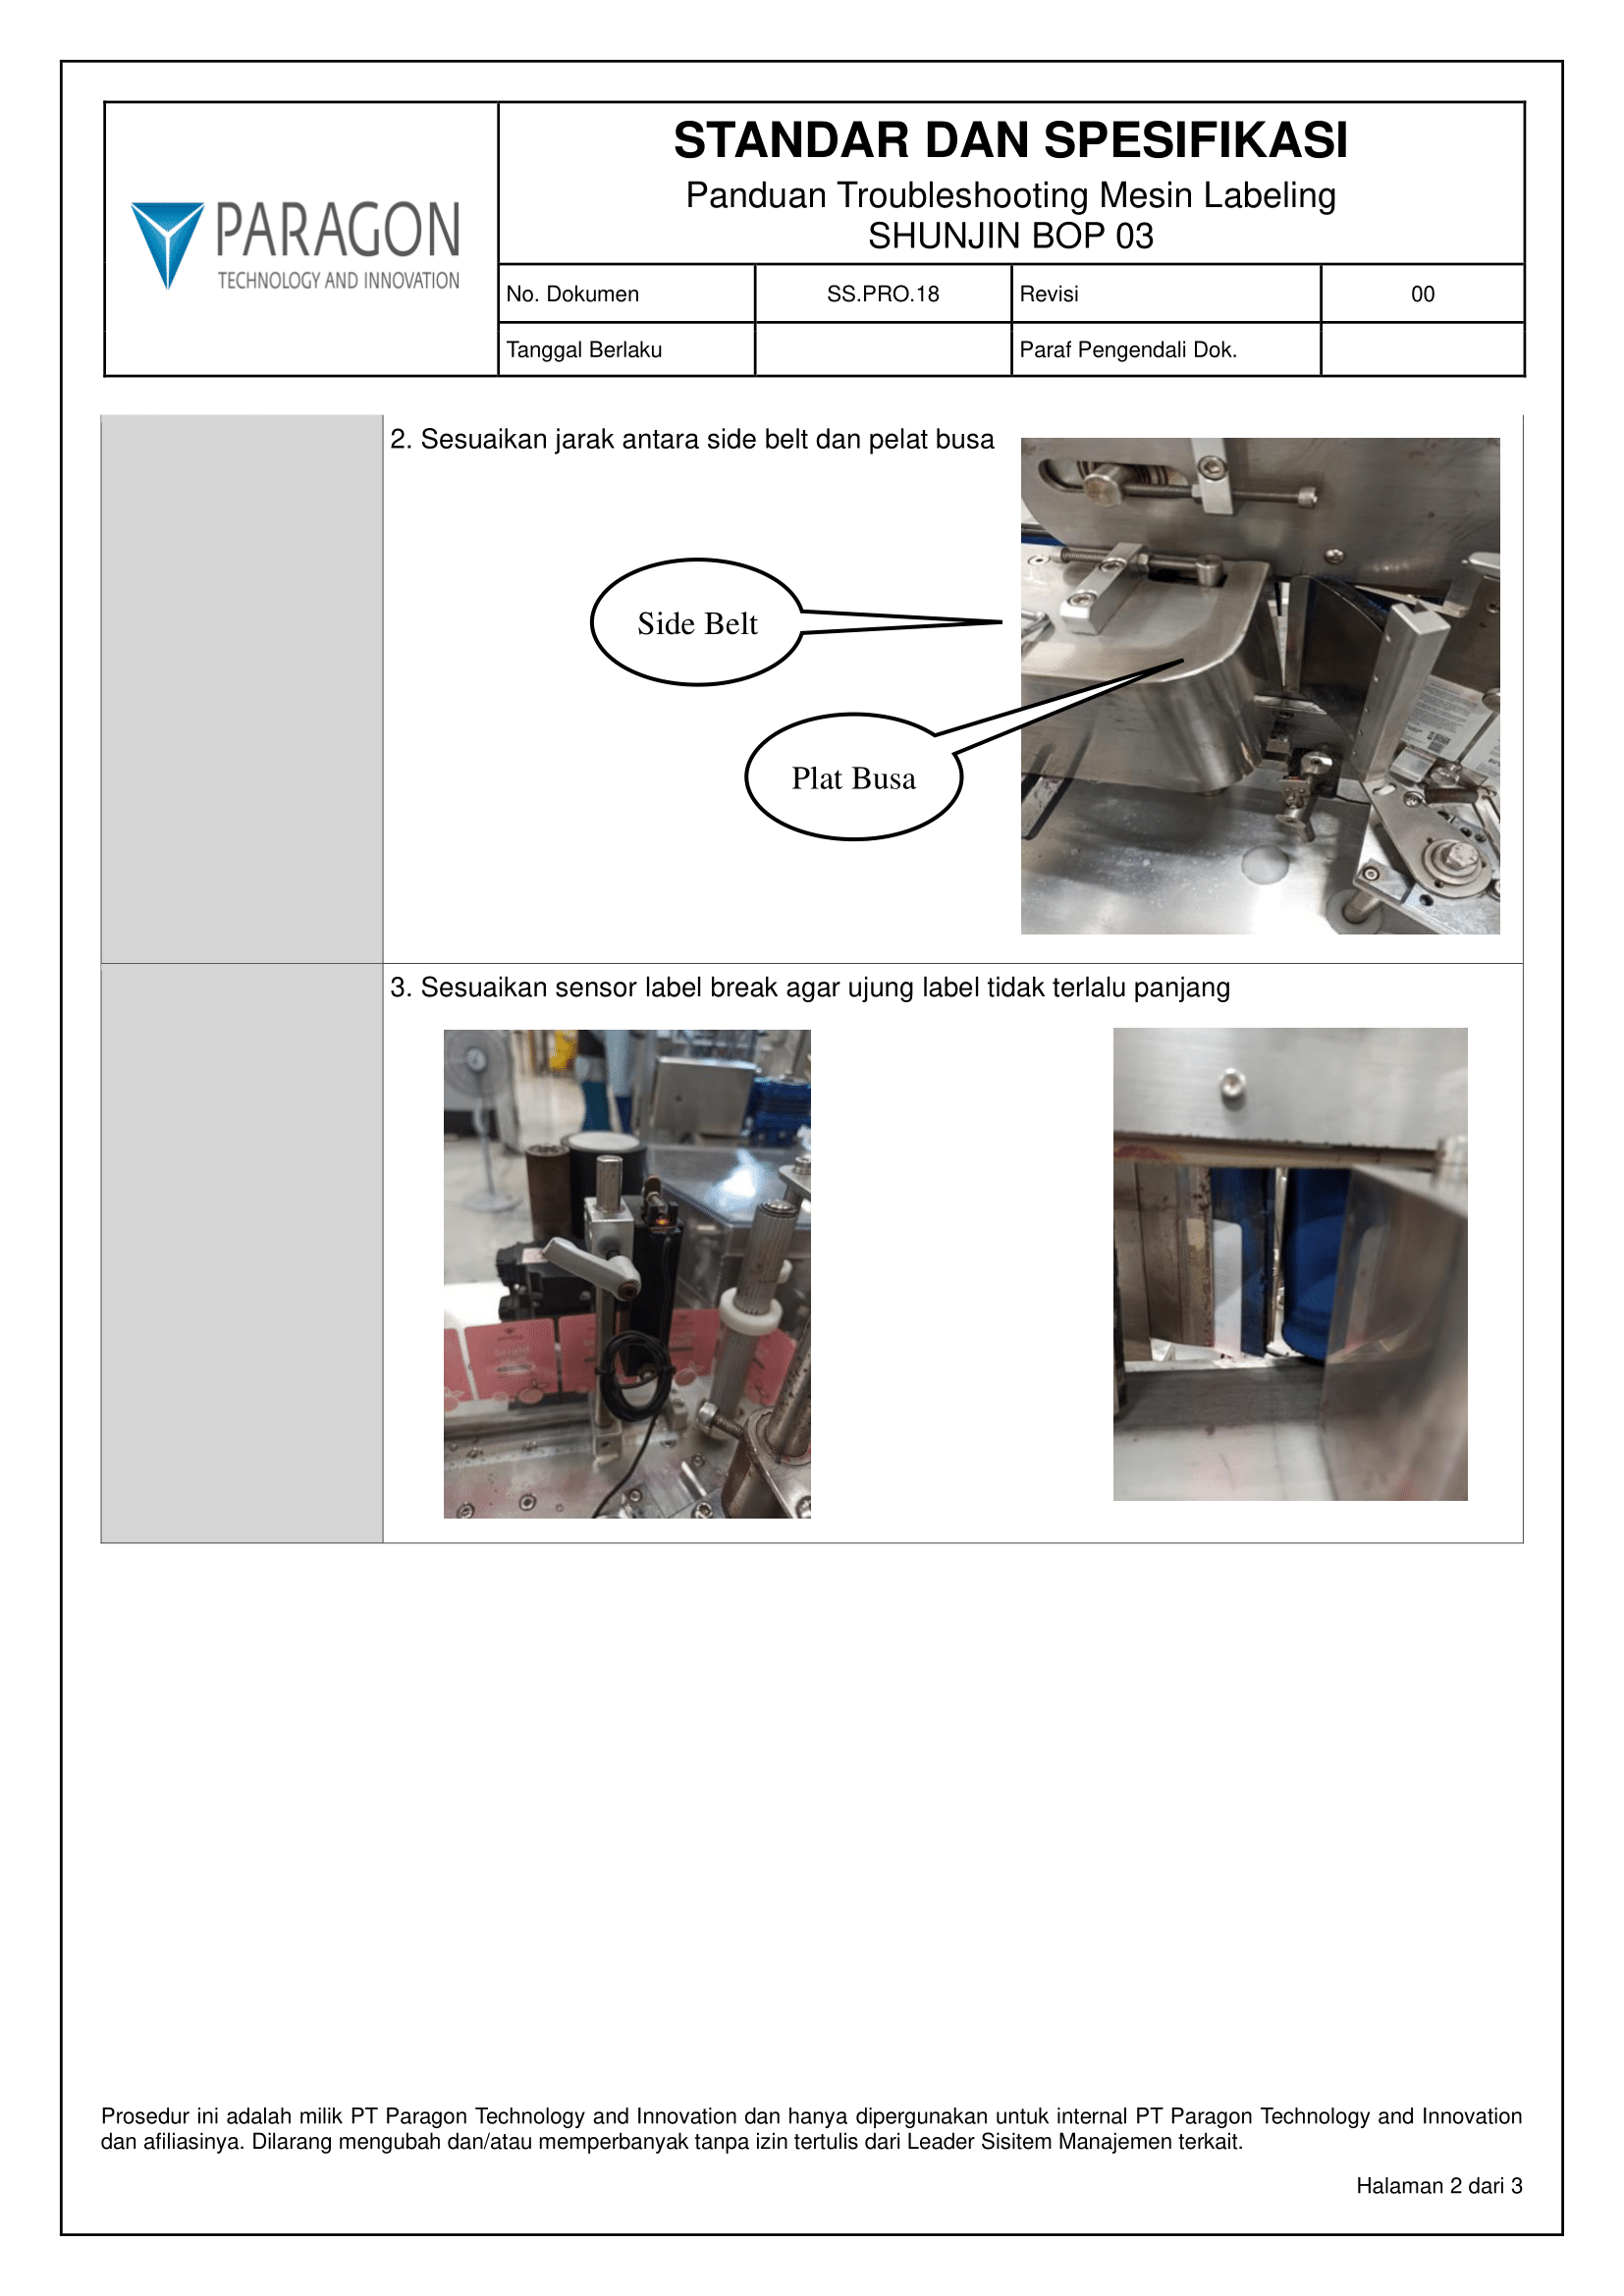 PARAGON
TECHNOLOGY AND INNOVATION
STANDAR DAN SPESIFIKASI
Panduan Troubleshooting Mesin Labeling
SHUNJIN BOP 03
No. Dokumen SS.PRO.18 Revisi 00
Tanggal Berlaku Paraf Pengendali Dok.
2. Sesuaikan jarak antara side belt dan pelat busa
Side Belt
Plat Busa
3. Sesuaikan sensor label break agar ujung label tidak terlalu panjang
Prosedur ini adalah milik PT Paragon Technology and Innovation dan hanya dipergunakan untuk internal PT Paragon Technology and Innovation
dan afiliasinya. Dilarang mengubah dan/atau memperbanyak tanpa izin tertulis dari Leader Sisitem Manajemen terkait.
Halaman 2 dari 3